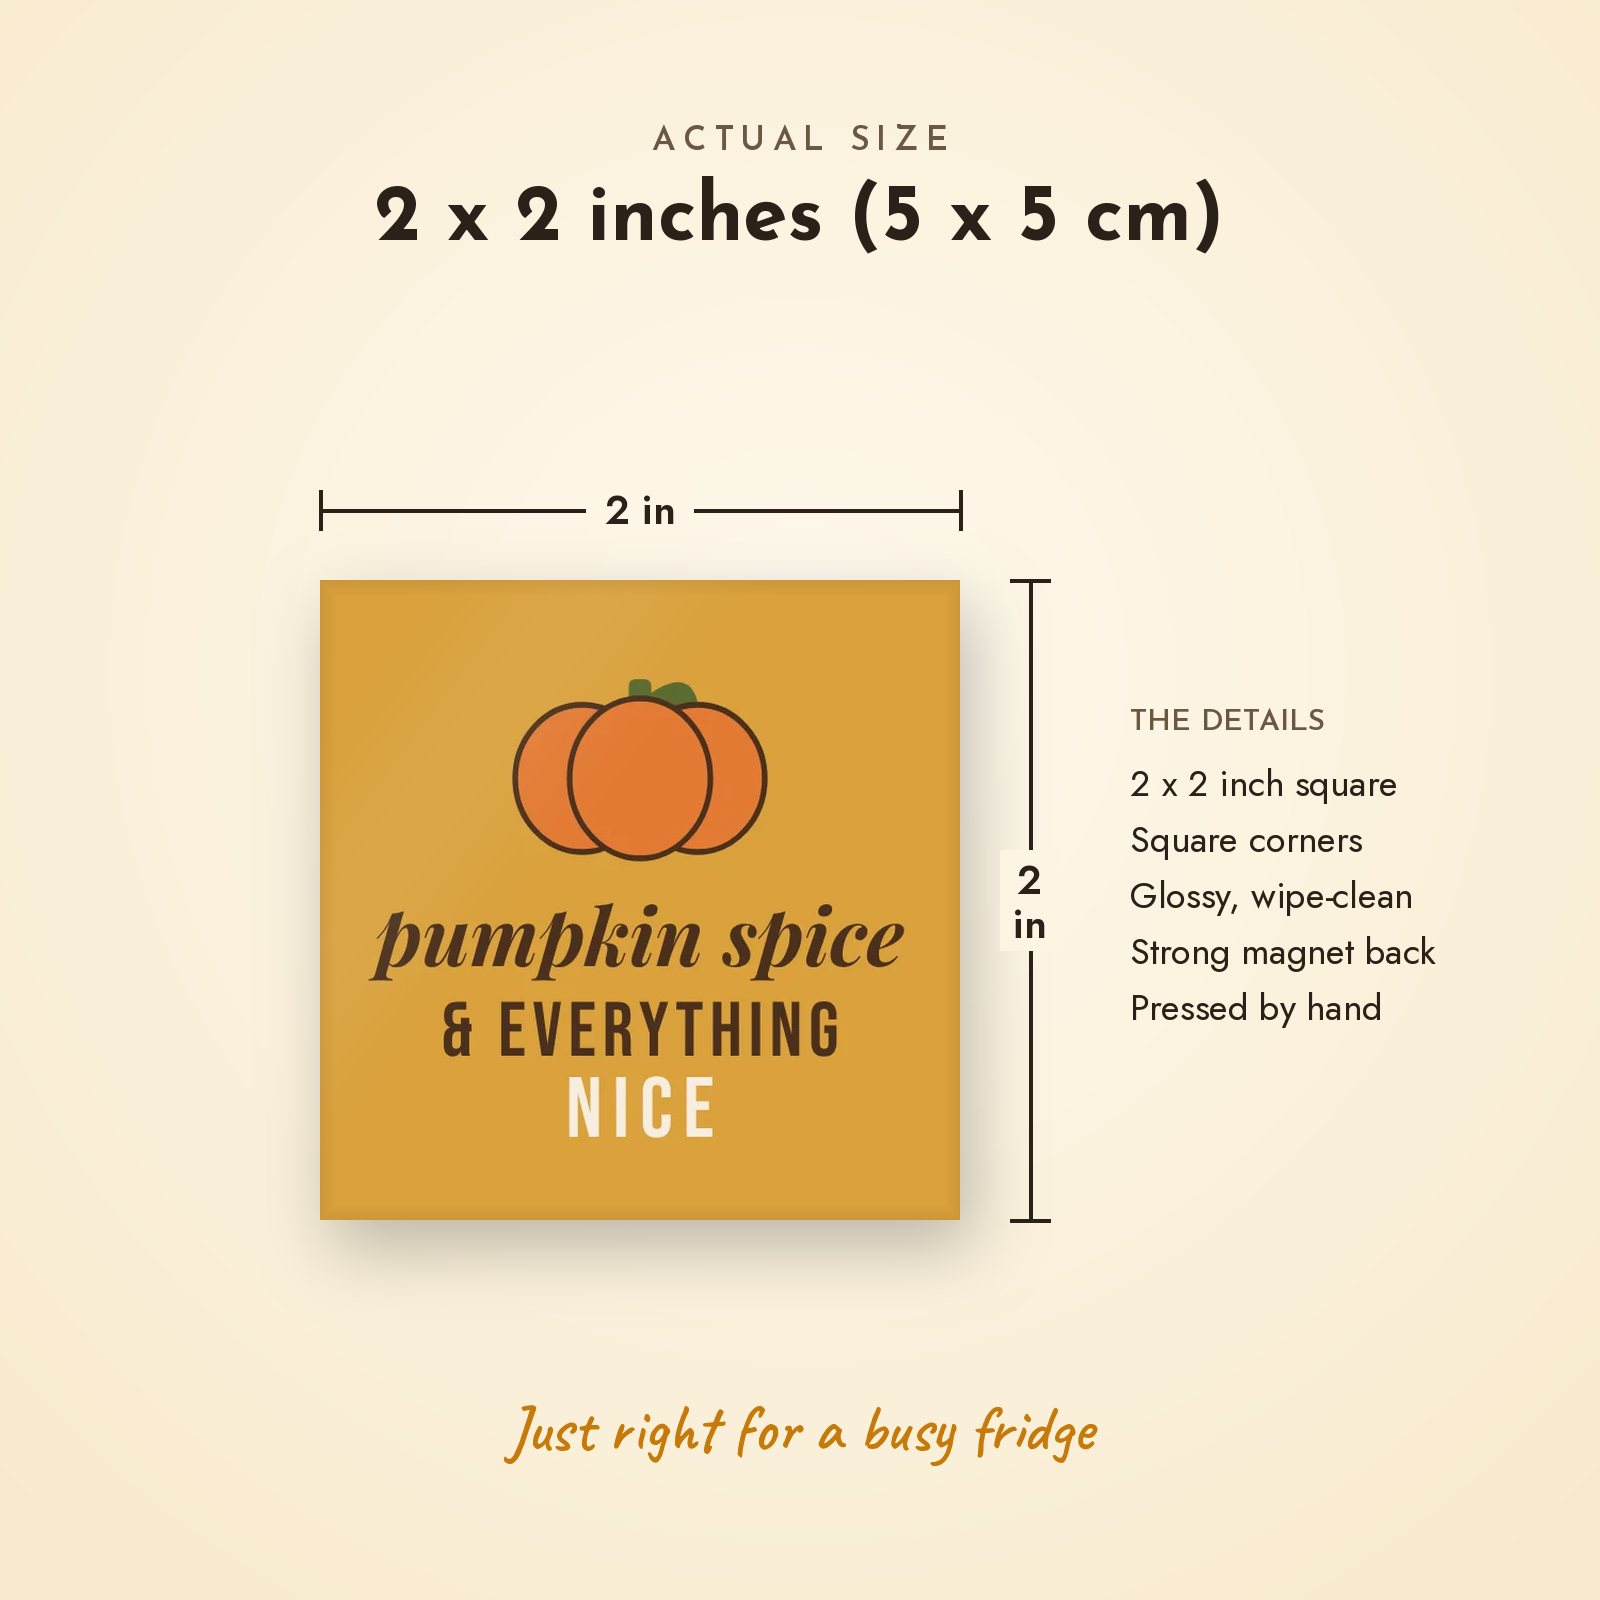 ACTUAL SIZE
2 x 2 inches (5 x 5 cm)
2 in
pumpkin spice
& EVERYTHING
NICE
2
in
THE DETAILS
2 x 2 inch square
Square corners
Glossy, wipe-clean
Strong magnet back
Pressed by hand
Just right for a busy fridge